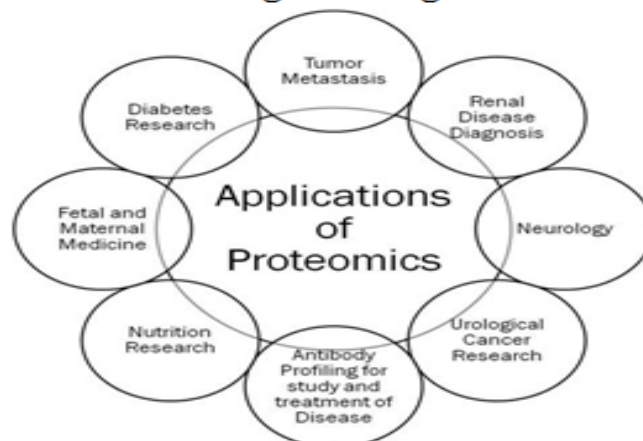 Tumor
Metastasis
Renal
Disease
Diagnosis
Neurology
Urological
Cancer
Research
Antibody
Profiling for
study and
treatment of
Disease
Nutrition
Research
Fetal and
Maternal
Medicine
Diabetes
Research
Applications
of
Proteomics